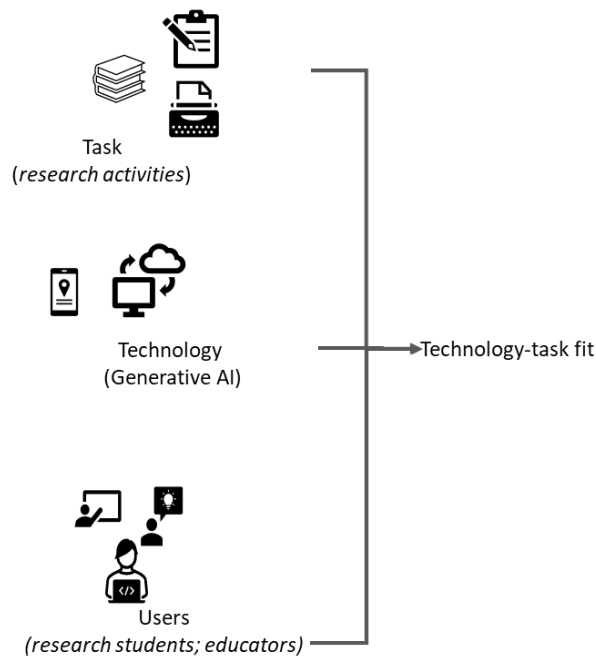 Task
(research activities)
Technology
(Generative AI)
Technology-task fit
</>
Users
(research students; educators)